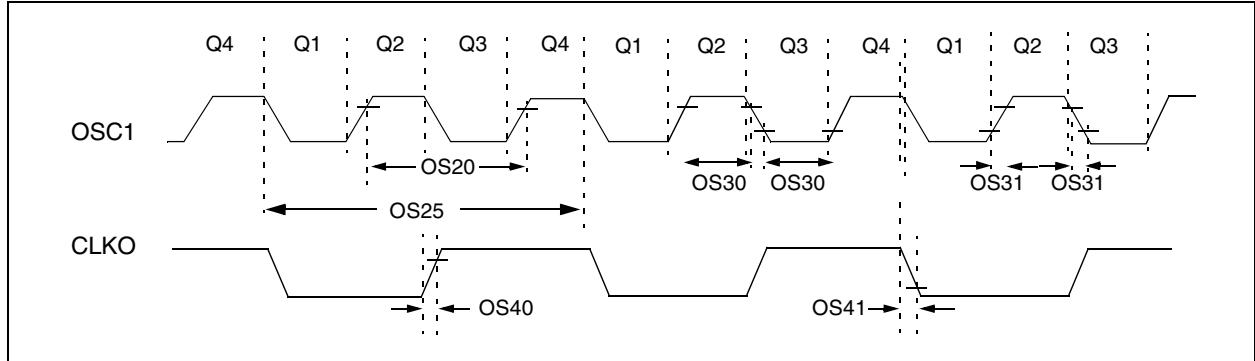 Q4 Q1 Q2 Q3 Q4 Q1 Q2 Q3 Q4 Q1 Q2 Q3
OSC1
OS20
OS30 OS30
OS31 OS31
OS25
CLKO
OS40
OS41